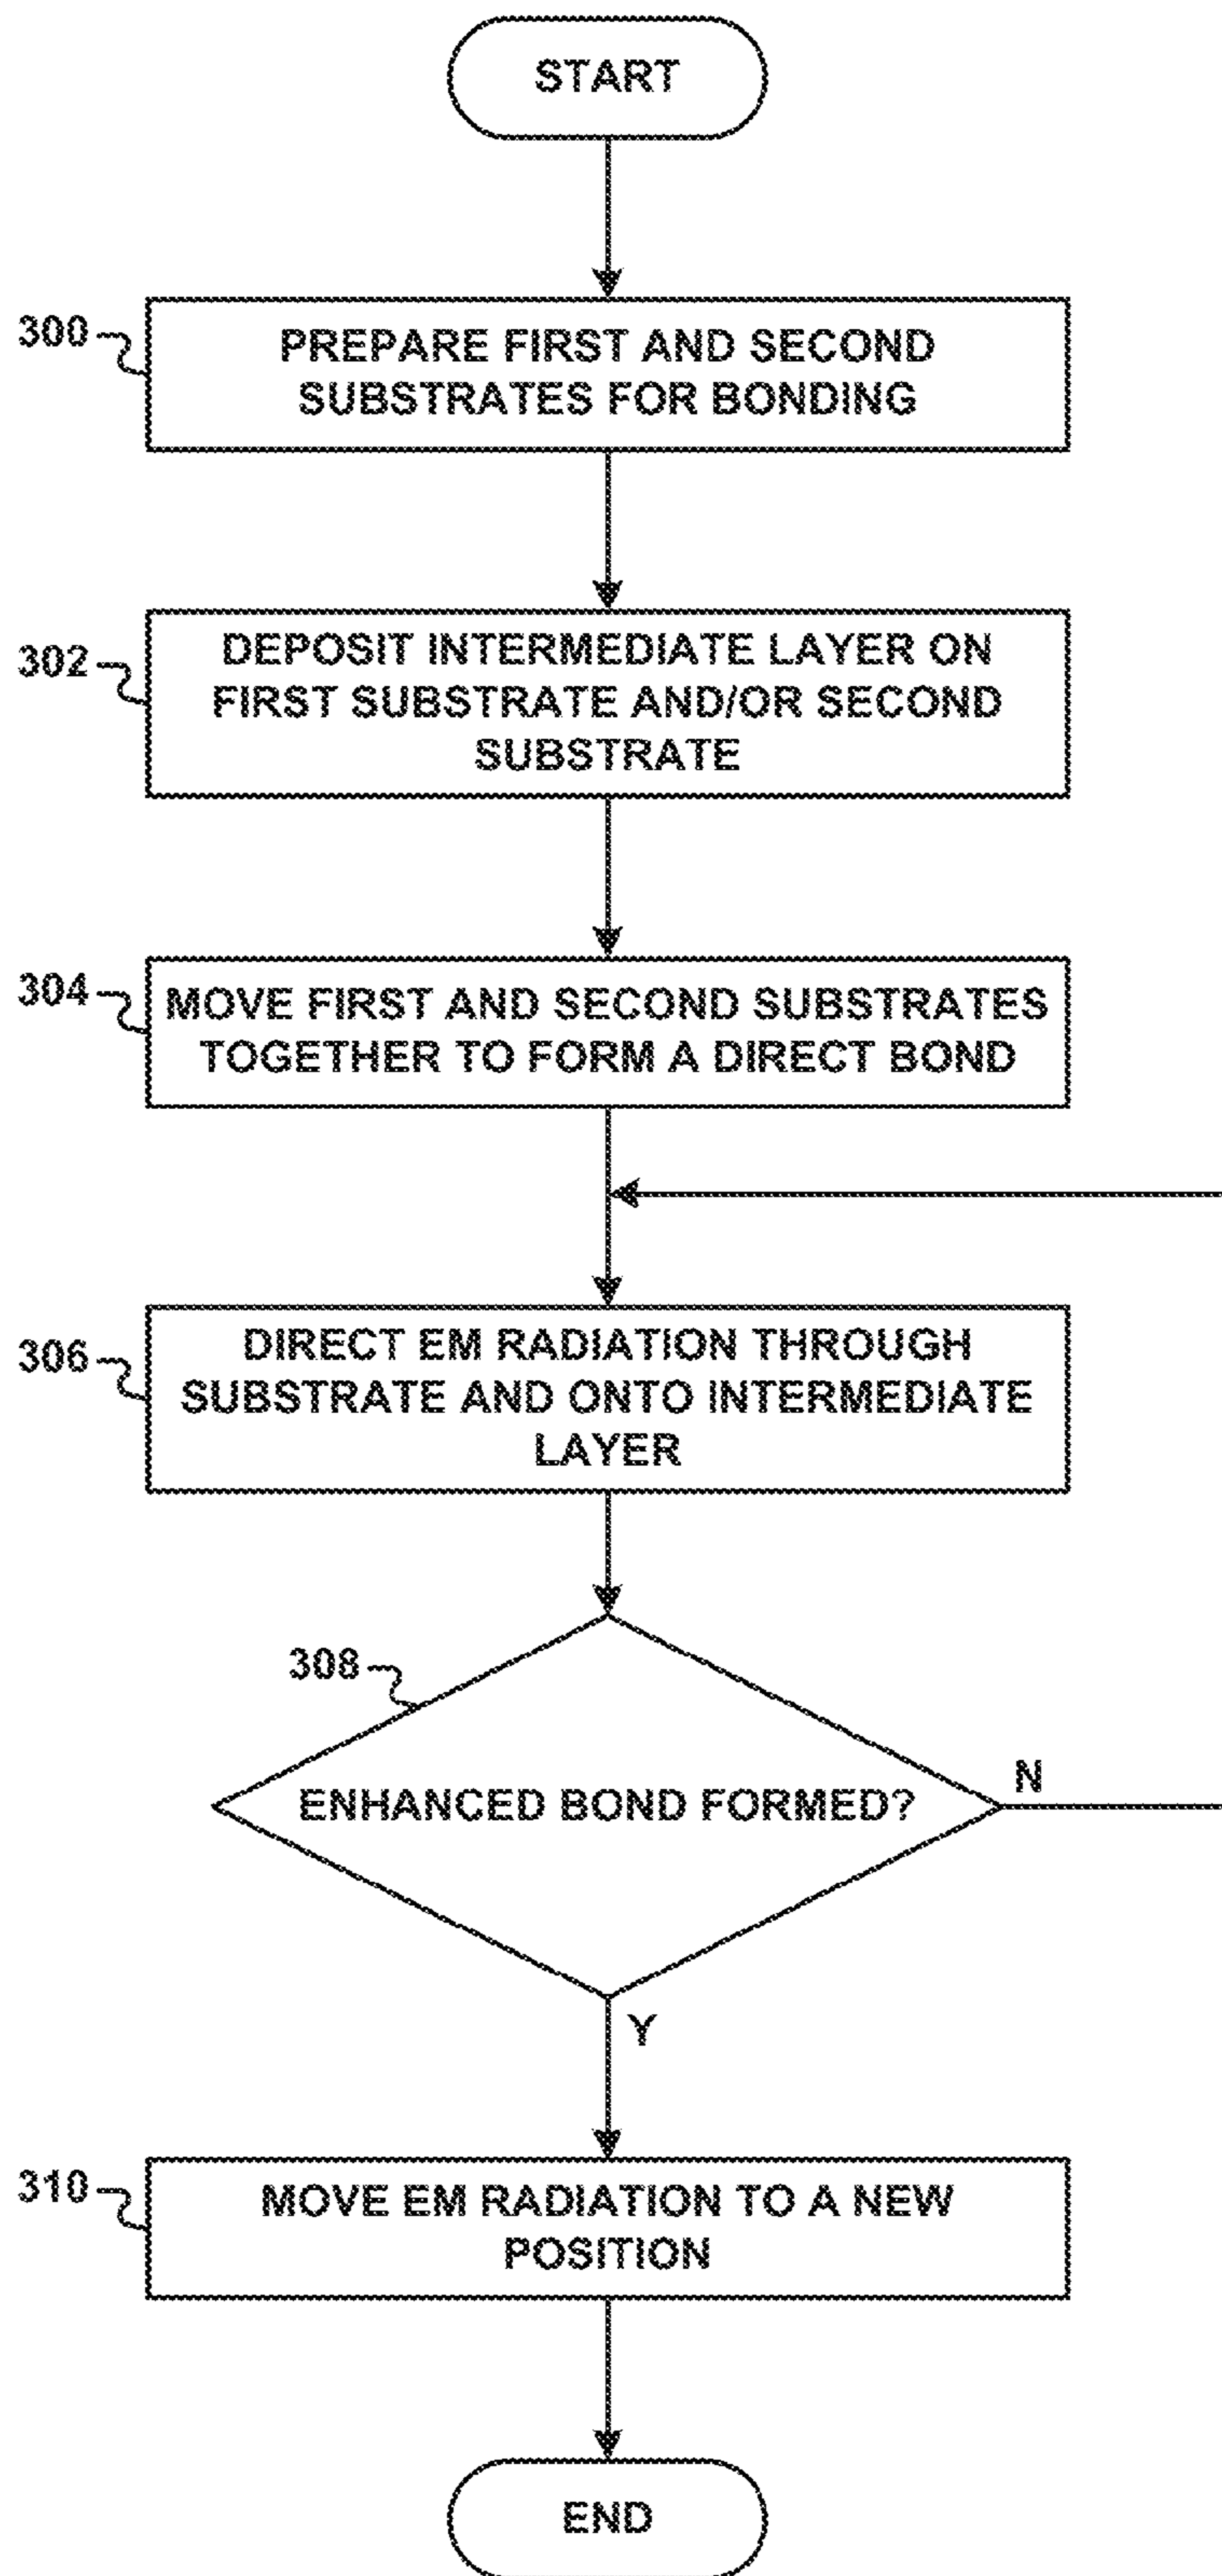 START
300
PREPARE FIRST AND SECOND
SUBSTRATES FOR BONDING
302
DEPOSIT INTERMEDIATE LAYER ON
FIRST SUBSTRATE AND/OR SECOND
SUBSTRATE
304
MOVE FIRST AND SECOND SUBSTRATES
TOGETHER TO FORM A DIRECT BOND
306
DIRECT EM RADIATION THROUGH
SUBSTRATE AND ONTO INTERMEDIATE
LAYER
308
ENHANCED BOND FORMED?
N
Y
310
MOVE EM RADIATION TO A NEW
POSITION
END